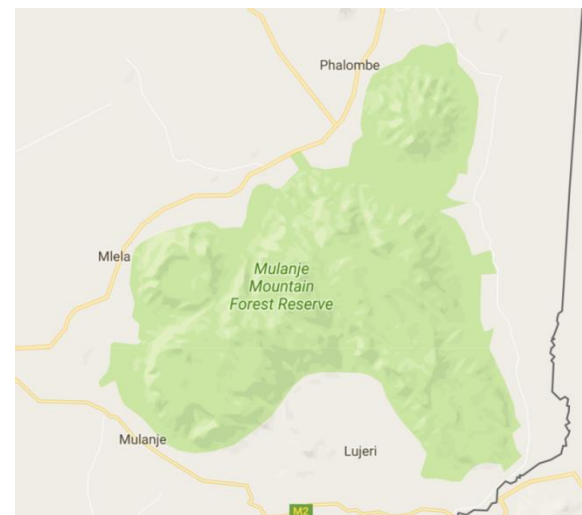 Phalombe
Mlela
Mulanje
Mountain
Forest Reserve
Mulanje
Lujeri
M2